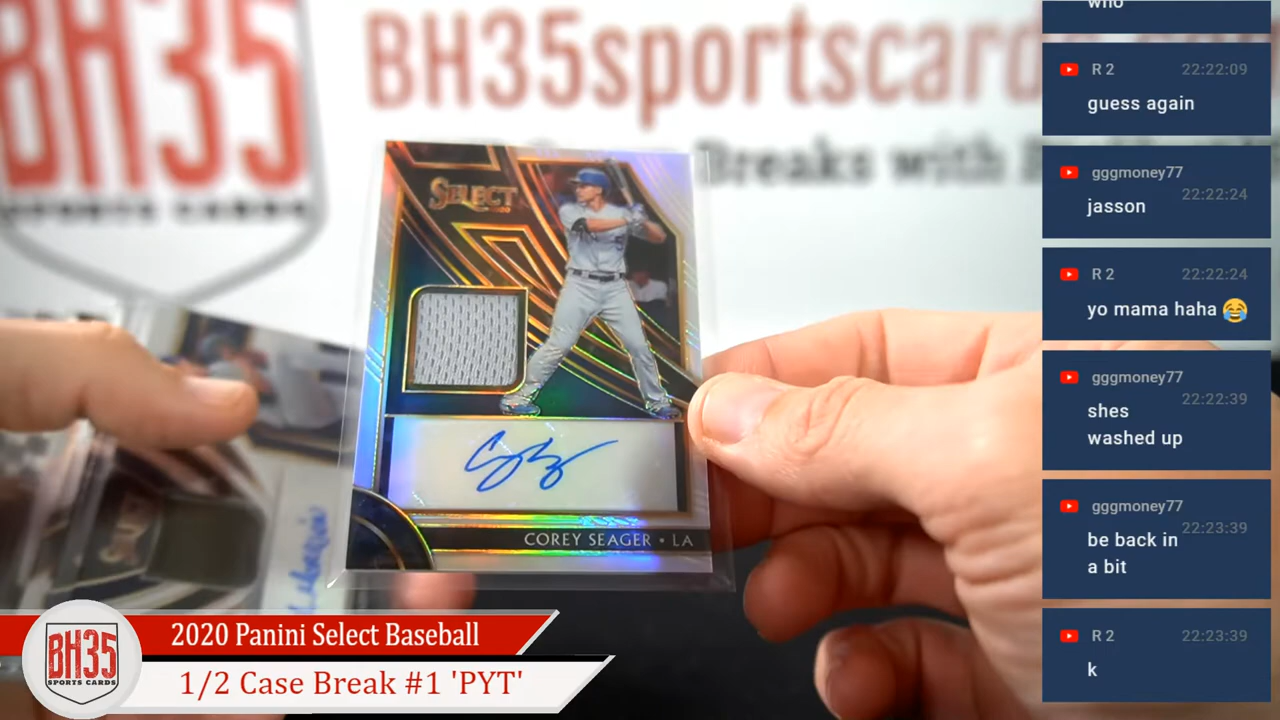 BH35
SPORTS CARDS
BH35sportscard
Breaks with
SELECT
COREY SEAGER • LA
who
R 2 22:22:09
guess again
gggmoney77
22:22:24
jasson
R 2 22:22:24
yo mama haha 😂
gggmoney77
22:22:39
shes
washed up
gggmoney77
22:23:39
be back in
a bit
R 2 22:23:39
k
BH35
SPORTS CARDS
2020 Panini Select Baseball
1/2 Case Break #1 'PYT'